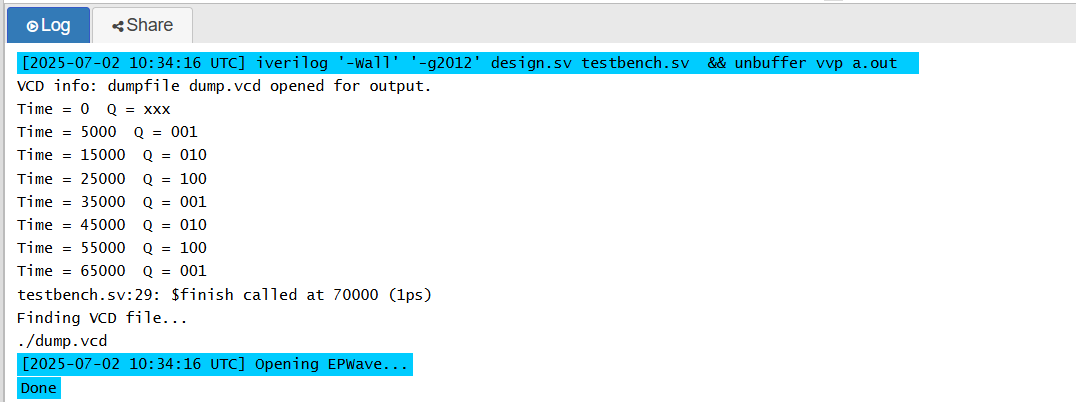 Log Share
[2025-07-02 10:34:16 UTC] iverilog '-Wall' '-g2012' design.sv testbench.sv  && unbuffer vvp a.out
VCD info: dumpfile dump.vcd opened for output.
Time = 0  Q = xxx
Time = 5000  Q = 001
Time = 15000  Q = 010
Time = 25000  Q = 100
Time = 35000  Q = 001
Time = 45000  Q = 010
Time = 55000  Q = 100
Time = 65000  Q = 001
testbench.sv:29: $finish called at 70000 (1ps)
Finding VCD file...
./dump.vcd
[2025-07-02 10:34:16 UTC] Opening EPWave...
Done